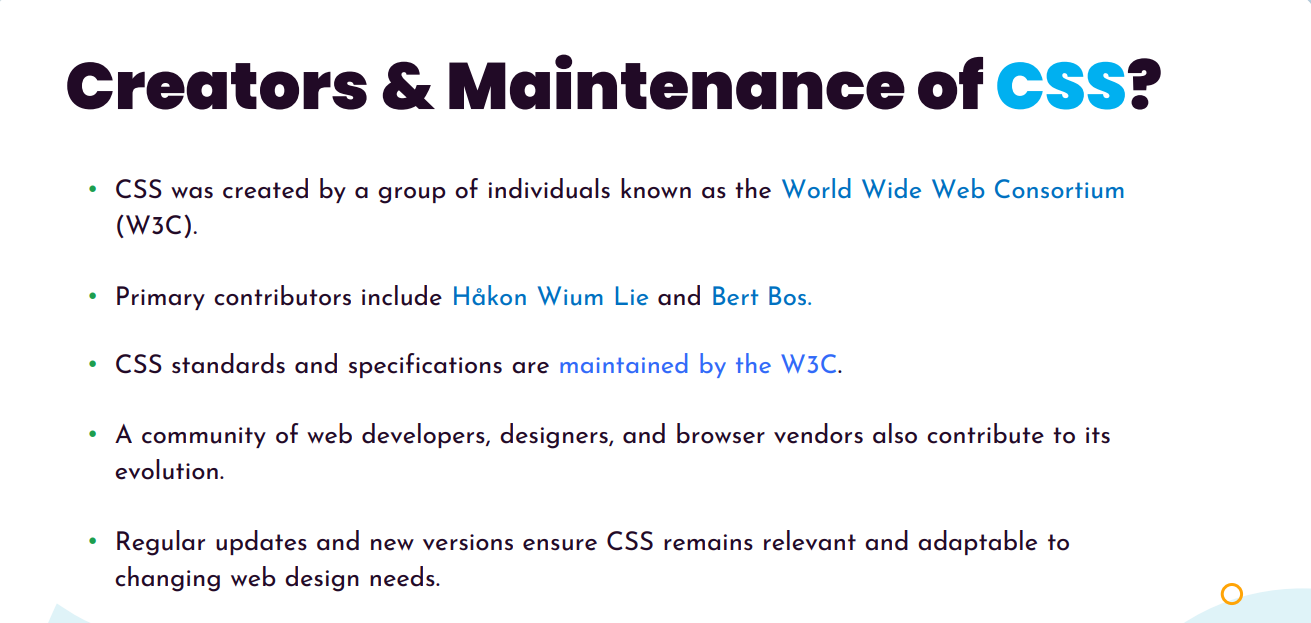 Creators & Maintenance of CSS?
• CSS was created by a group of individuals known as the World Wide Web Consortium
(W3C).
• Primary contributors include Håkon Wium Lie and Bert Bos.
• CSS standards and specifications are maintained by the W3C.
• A community of web developers, designers, and browser vendors also contribute to its
evolution.
• Regular updates and new versions ensure CSS remains relevant and adaptable to
changing web design needs.